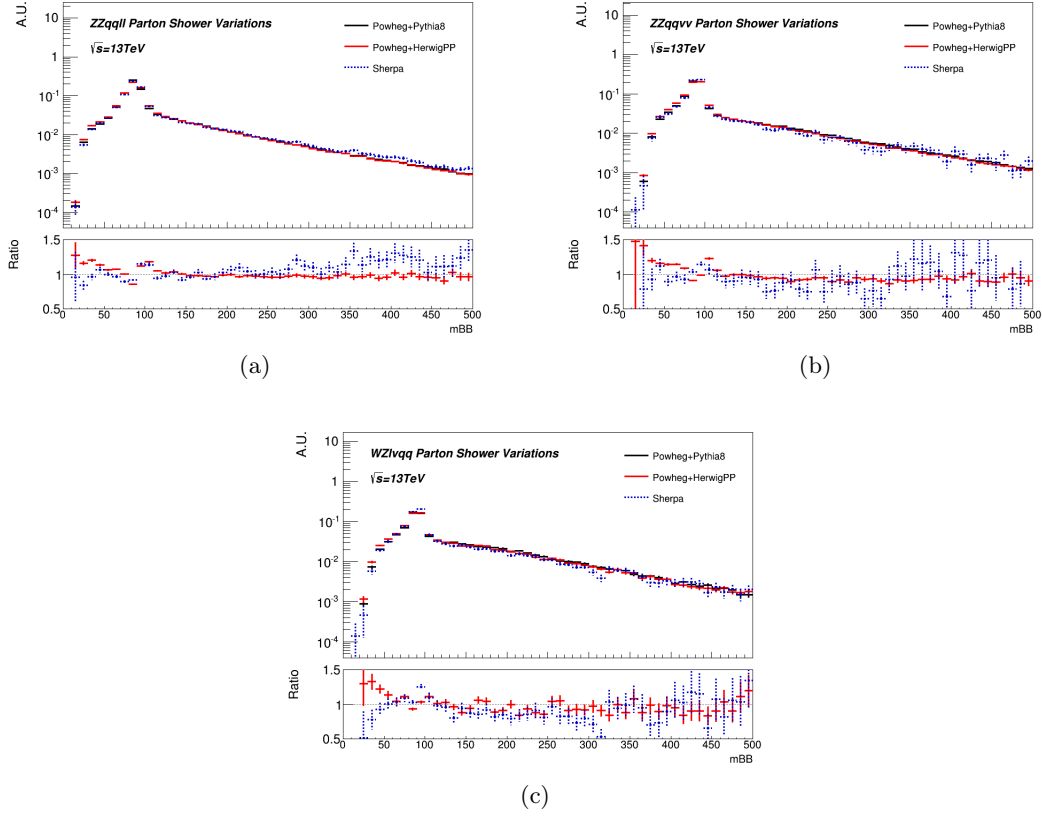 A.U.
ZZqqll Parton Shower Variations
√s=13TeV
Powheg+Pythia8
Powheg+HerwigPP
Sherpa
10
1
10⁻¹
10⁻²
10⁻³
10⁻⁴
Ratio
1.5
1
0.5
0 50 100 150 200 250 300 350 400 450 500
mBB
(a)
A.U.
ZZqqvv Parton Shower Variations
√s=13TeV
Powheg+Pythia8
Powheg+HerwigPP
Sherpa
10
1
10⁻¹
10⁻²
10⁻³
10⁻⁴
Ratio
1.5
1
0.5
0 50 100 150 200 250 300 350 400 450 500
mBB
(b)
A.U.
WZlvqq Parton Shower Variations
√s=13TeV
Powheg+Pythia8
Powheg+HerwigPP
Sherpa
10
1
10⁻¹
10⁻²
10⁻³
10⁻⁴
Ratio
1.5
1
0.5
0 50 100 150 200 250 300 350 400 450 500
mBB
(c)